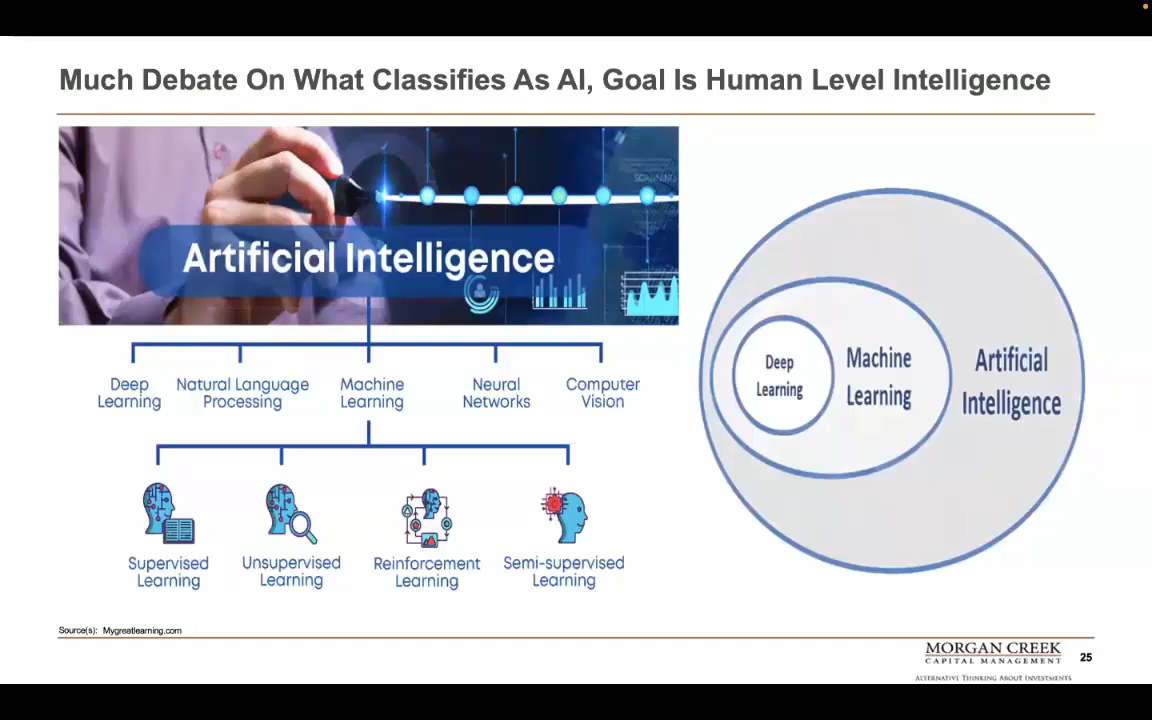 Much Debate On What Classifies As AI, Goal Is Human Level Intelligence
Artificial Intelligence
Deep
Learning
Natural Language
Processing
Machine
Learning
Neural
Networks
Computer
Vision
Supervised
Learning
Unsupervised
Learning
Reinforcement
Learning
Semi-supervised
Learning
Deep
Learning
Machine
Learning
Artificial
Intelligence
Source(s): Mygreatlearning.com
MORGAN CREEK
CAPITAL MANAGEMENT
ALTERNATIVE THINKING ABOUT INVESTMENTS
25